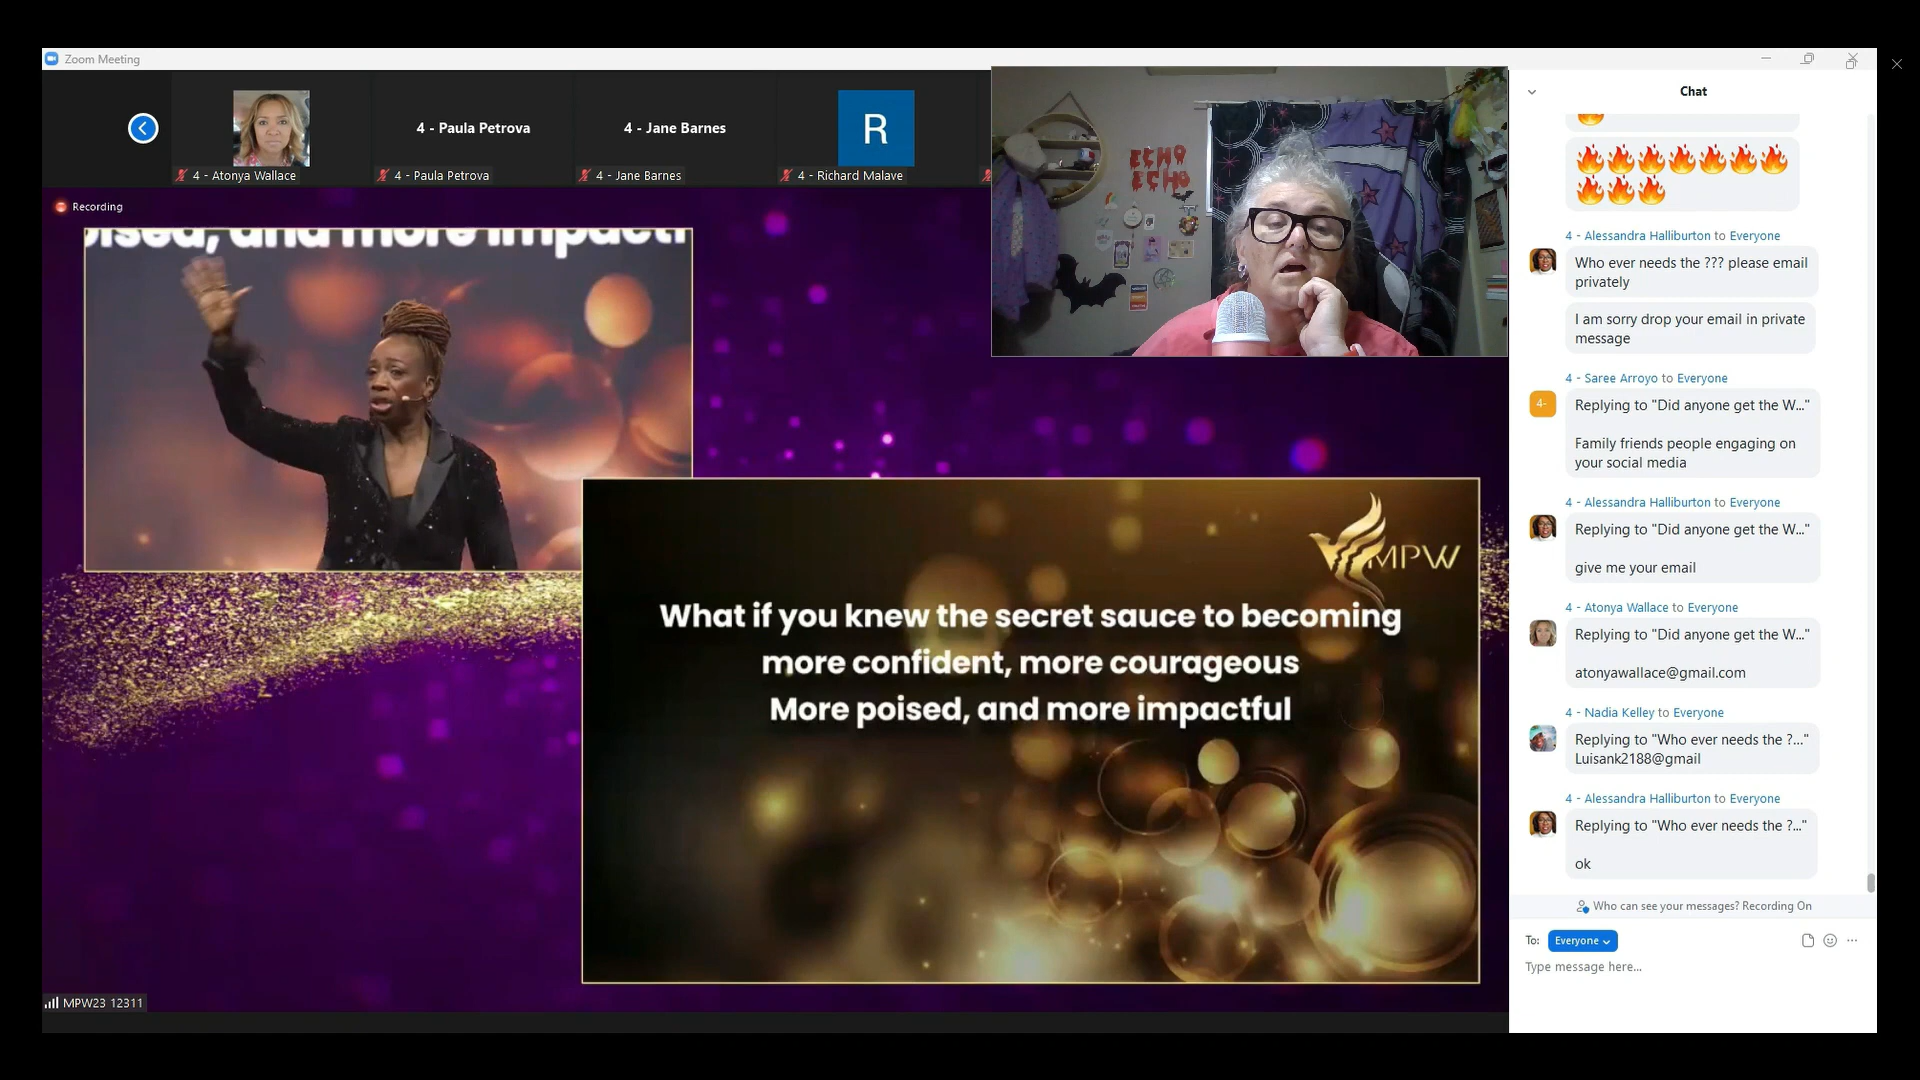 Zoom Meeting
4 - Paula Petrova
4 - Jane Barnes
R
4 - Atonya Wallace
4 - Paula Petrova
4 - Jane Barnes
4 - Richard Malave
Recording
and more
ECHO
ECHO
MPW
What if you knew the secret sauce to becoming
more confident, more courageous
More poised, and more impactful
MPW23 12311
Chat
4 - Alessandra Halliburton to Everyone
Who ever needs the ??? please email
privately
I am sorry drop your email in private
message
4 - Saree Arroyo to Everyone
4-
Replying to "Did anyone get the W..."
Family friends people engaging on
your social media
4 - Alessandra Halliburton to Everyone
Replying to "Did anyone get the W..."
give me your email
4 - Atonya Wallace to Everyone
Replying to "Did anyone get the W..."
atonyawallace@gmail.com
4 - Nadia Kelley to Everyone
Replying to "Who ever needs the ?..."
Luisank2188@gmail
4 - Alessandra Halliburton to Everyone
Replying to "Who ever needs the ?..."
ok
Who can see your messages? Recording On
To: Everyone
Type message here...